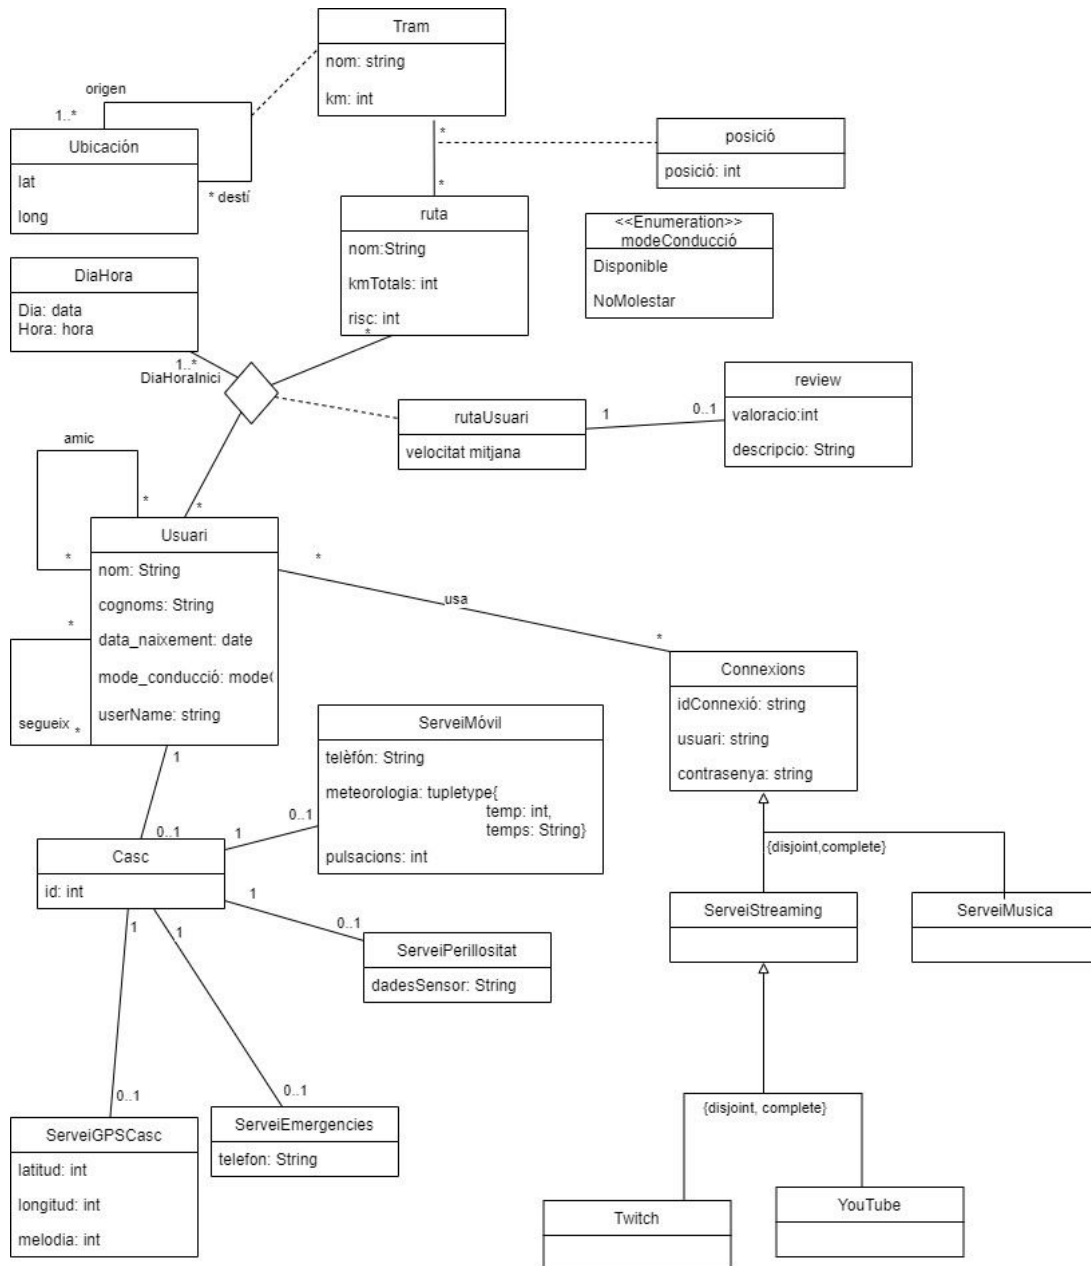 Tram
nom: string
km: int
origen
1..*
Ubicación
lat
long
* destí
*
*
posició
posició: int
ruta
nom:String
kmTotals: int
risc: int
*
<<Enumeration>>
modeConducció
Disponible
NoMolestar
DiaHora
Dia: data
Hora: hora
1..*
DiaHoraInici
rutaUsuari
velocitat mitjana
1
0..1
review
valoracio:int
descripcio: String
amic
*
*
*
Usuari
nom: String
cognoms: String
data_naixement: date
mode_conducció: mode(
userName: string
*
segueix *
*
usa
*
Connexions
idConnexió: string
usuari: string
contrasenya: string
{disjoint,complete}
ServeiStreaming
ServeiMusica
{disjoint, complete}
Twitch
YouTube
1
0..1
Casc
id: int
1
0..1
ServeiMóvil
telèfón: String
meteorologia: tupletype{
temp: int,
temps: String}
pulsacions: int
1
0..1
ServeiPerillositat
dadesSensor: String
1
1
0..1
0..1
ServeiGPSCasc
latitud: int
longitud: int
melodia: int
ServeiEmergencies
telefon: String